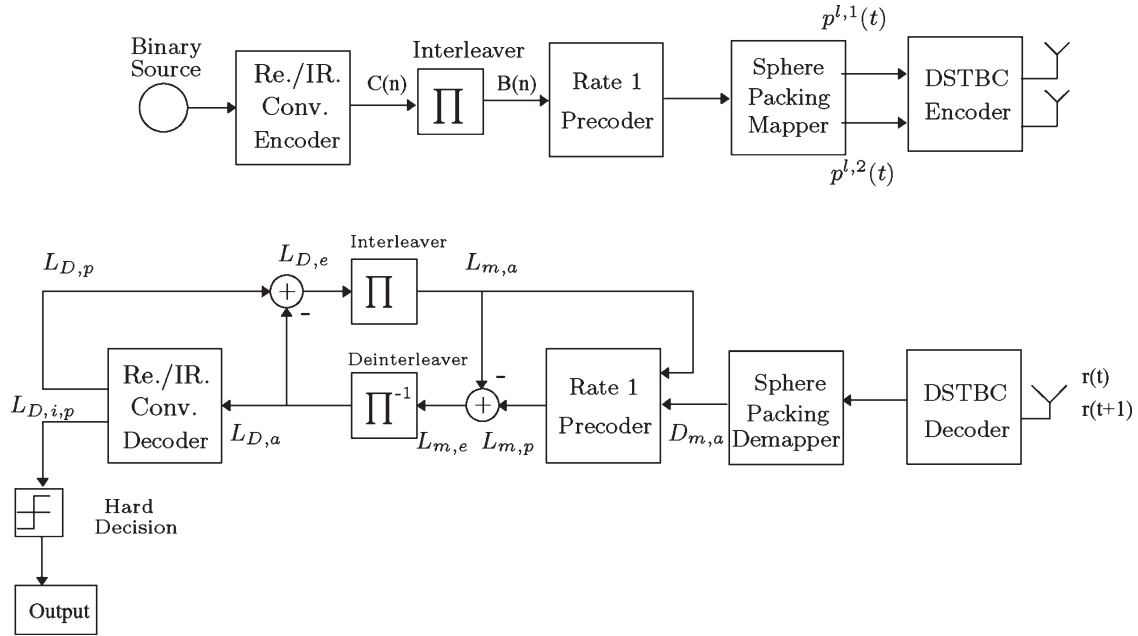 p^{l,1}(t)
Binary
Source
Re./IR.
Conv.
Encoder
C(n)
Interleaver
∏
B(n)
Rate 1
Precoder
Sphere
Packing
Mapper
DSTBC
Encoder
p^{l,2}(t)
L_{D,p}
L_{D,e}
+
-
Interleaver
∏
L_{m,a}
Re./IR.
Conv.
Decoder
L_{D,i,p}
L_{D,a}
Deinterleaver
∏^{-1}
L_{m,e}
-
+
L_{m,p}
Rate 1
Precoder
D_{m,a}
Sphere
Packing
Demapper
DSTBC
Decoder
r(t)
r(t+1)
Hard
Decision
Output